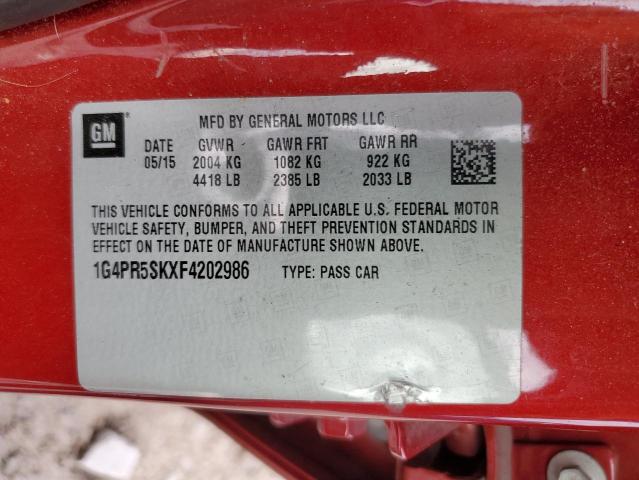 GM
MFD BY GENERAL MOTORS LLC
DATE GVWR GAWR FRT GAWR RR
05/15 2004 KG 1082 KG 922 KG
4418 LB 2385 LB 2033 LB
THIS VEHICLE CONFORMS TO ALL APPLICABLE U.S. FEDERAL MOTOR
VEHICLE SAFETY, BUMPER, AND THEFT PREVENTION STANDARDS IN
EFFECT ON THE DATE OF MANUFACTURE SHOWN ABOVE.
1G4PR5SKXF4202986 TYPE: PASS CAR